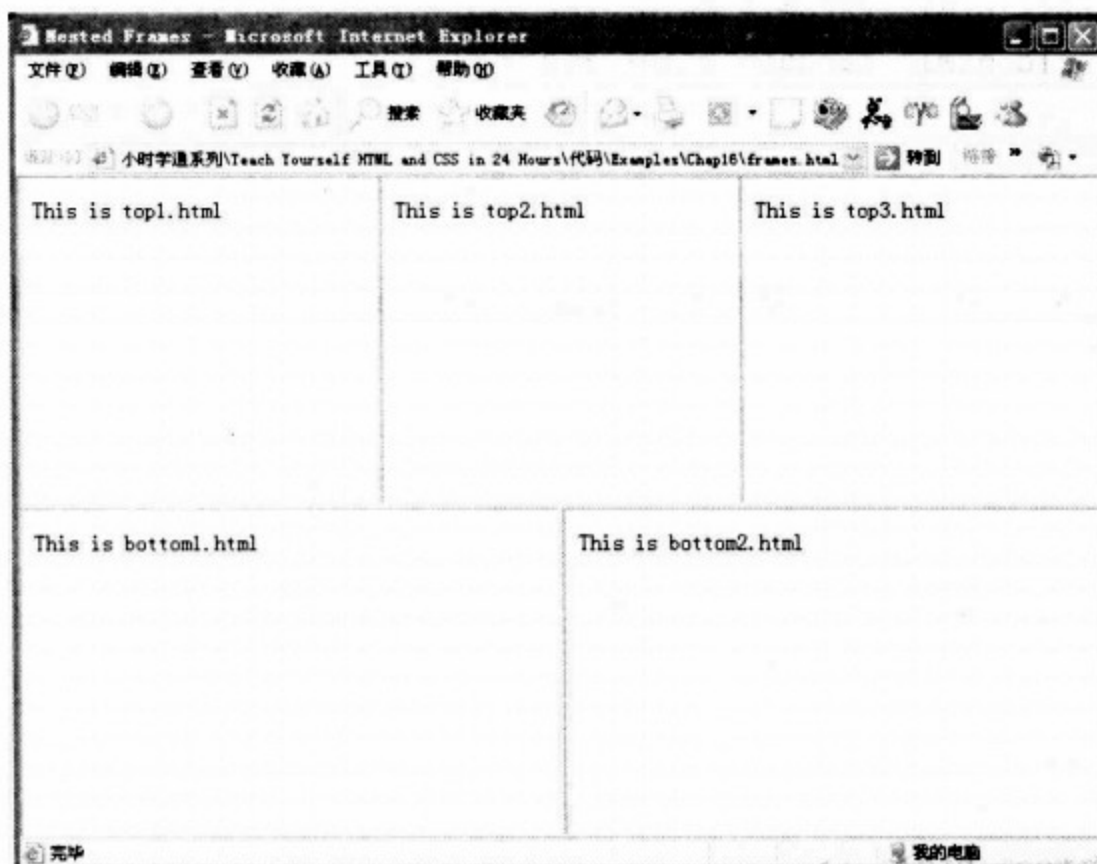 Nested Frames - Microsoft Internet Explorer
文件(F) 编辑(E) 查看(V) 收藏(A) 工具(T) 帮助(H)
搜索 收藏夹
小时学通系列\Teach Yourself HTML and CSS in 24 Hours\代码\Examples\Chap16\frames.html 转到 »
This is top1.html This is top2.html This is top3.html
This is bottom1.html This is bottom2.html
完毕 我的电脑